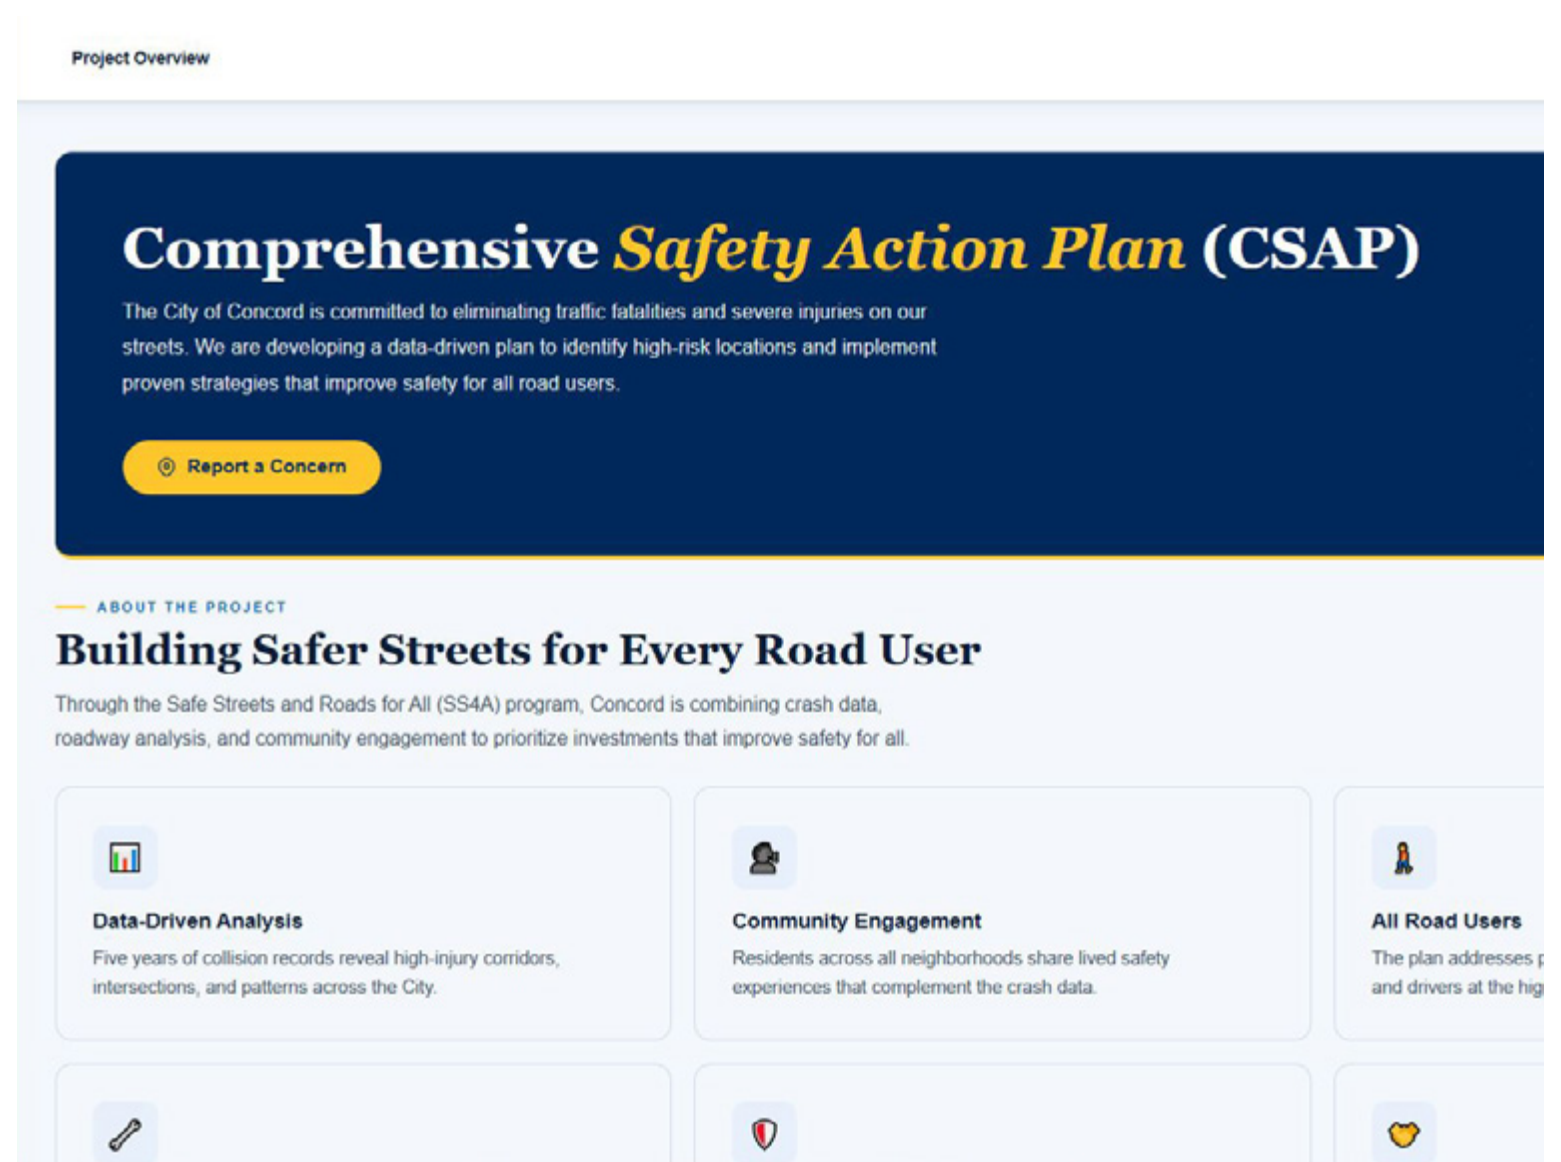 Project Overview
Comprehensive Safety Action Plan (CSAP)
The City of Concord is committed to eliminating traffic fatalities and severe injuries on our
streets. We are developing a data-driven plan to identify high-risk locations and implement
proven strategies that improve safety for all road users.
Report a Concern
ABOUT THE PROJECT
Building Safer Streets for Every Road User
Through the Safe Streets and Roads for All (SS4A) program, Concord is combining crash data,
roadway analysis, and community engagement to prioritize investments that improve safety for all.
Data-Driven Analysis
Five years of collision records reveal high-injury corridors,
intersections, and patterns across the City.
Community Engagement
Residents across all neighborhoods share lived safety
experiences that complement the crash data.
All Road Users
The plan addresses
and drivers at the